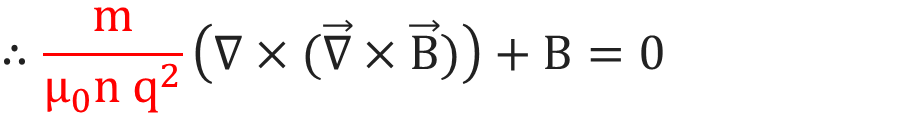 ∴ m/(μ₀n q²) (∇ × (∇⃗ × B⃗)) + B = 0